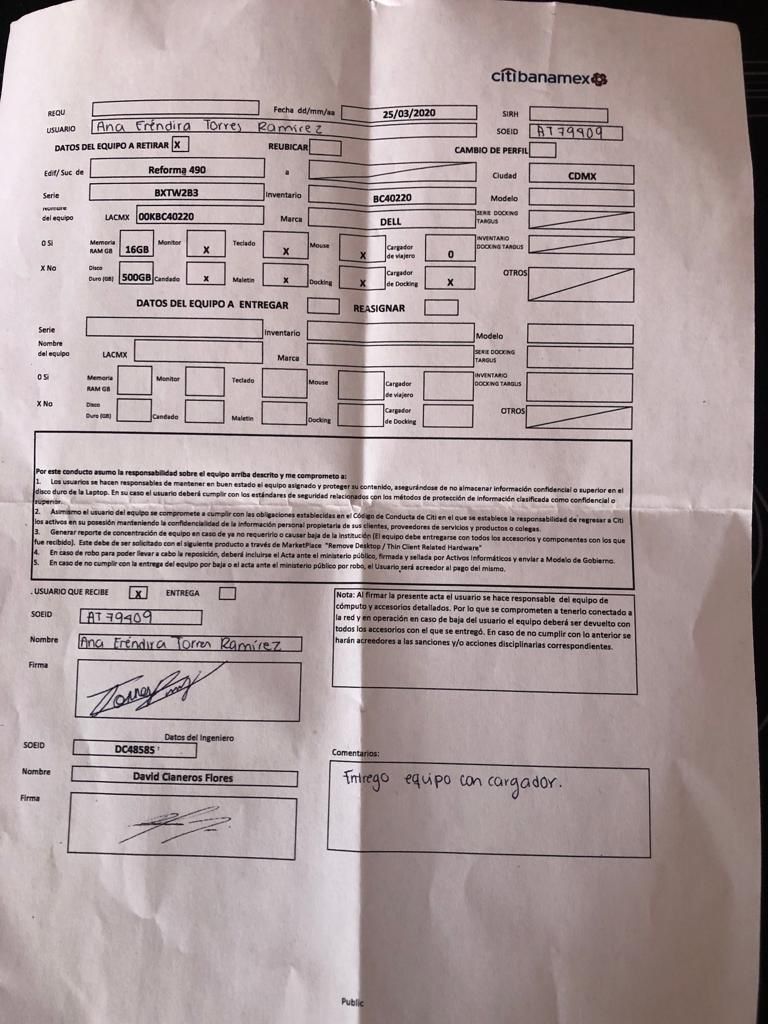 citibanamex
REQU Fecha dd/mm/aa 25/03/2020 SIRH
USUARIO Ana Eréndira Torres Ramírez SOEID AT79409
DATOS DEL EQUIPO A RETIRAR X REUBICAR CAMBIO DE PERFIL
Edif/ Suc de Reforma 490 a Ciudad CDMX
Serie BXTW2B3 Inventario BC40220 Modelo
Nombre del equipo LACMX 00KBC40220 Marca DELL SERIE DOCKING TARGUS
O Si Memoria RAM GB 16GB Monitor X Teclado X Mouse X Cargador de viajero O INVENTARIO DOCKING TARGUS
X No Disco Duro (GB) 500GB Candado X Maletin X Docking X Cargador de Docking X OTROS
DATOS DEL EQUIPO A ENTREGAR REASIGNAR
Serie Inventario Modelo
Nombre del equipo LACMX Marca SERIE DOCKING TARGUS
O Si Memoria RAM GB Monitor Teclado Mouse Cargador de viajero INVENTARIO DOCKING TARGUS
X No Disco Duro (GB) Candado Maletin Docking Cargador de Docking OTROS
Por este conducto asumo la responsabilidad sobre el equipo arriba descrito y me comprometo a:
1. Los usuarios se hacen responsables de mantener en buen estado el equipo asignado y proteger su contenido, asegurándose de no almacenar información confidencial o superior en el
disco duro de la Laptop. En su caso el usuario deberá cumplir con los estándares de seguridad relacionados con los métodos de protección de información clasificada como confidencial o
superior.
2. Asimismo el usuario del equipo se compromete a cumplir con las obligaciones establecidas en el Código de Conducta de Citi en el que se establece la responsabilidad de regresar a Citi
los activos en su posesión manteniendo la confidencialidad de la información personal propietaria de sus clientes, proveedores de servicios y productos o colegas.
3. Generar reporte de concentración de equipo en caso de ya no requerirlo o causar baja de la institución (El equipo debe entregarse con todos los accesorios y componentes con los que
fue recibido). Este debe de ser solicitado con el siguiente producto a través de MarketPlace "Remove Desktop / Thin Client Related Hardware"
4. En caso de robo para poder llevar a cabo la reposición, deberá incluirse el Acta ante el ministerio público, firmada y sellada por Activos Informáticos y enviar a Modelo de Gobierno.
5. En caso de no cumplir con la entrega del equipo por baja o el acta ante el ministerio público por robo, el Usuario será acreedor al pago del mismo.
. USUARIO QUE RECIBE X ENTREGA
SOEID AT79409
Nombre Ana Eréndira Torres Ramírez
Firma
Nota: Al firmar la presente acta el usuario se hace responsable del equipo de
cómputo y accesorios detallados. Por lo que se comprometen a tenerlo conectado a
la red y en operación en caso de baja del usuario el equipo deberá ser devuelto con
todos los accesorios con el que se entregó. En caso de no cumplir con lo anterior se
harán acreedores a las sanciones y/o acciones disciplinarias correspondientes.
Datos del Ingeniero
SOEID DC48585
Nombre David Cianeros Flores
Firma
Comentarios:
Entrego equipo con cargador.
Public